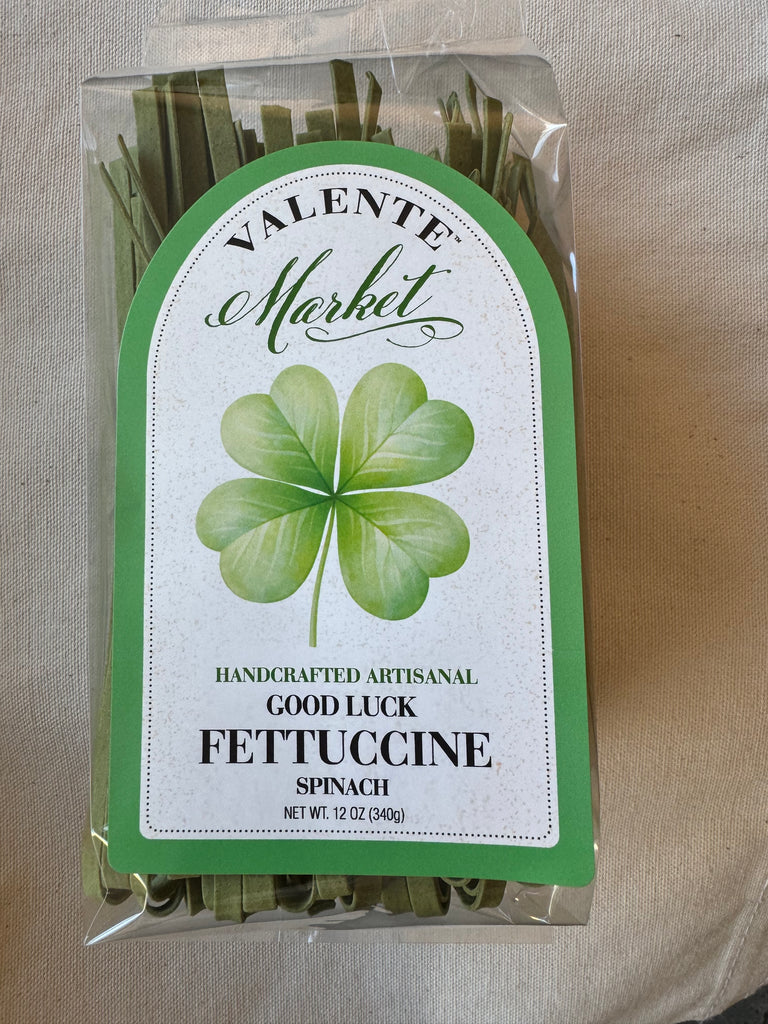 VALENTE™
Market
HANDCRAFTED ARTISANAL
GOOD LUCK
FETTUCCINE
SPINACH
NET WT. 12 OZ (340g)